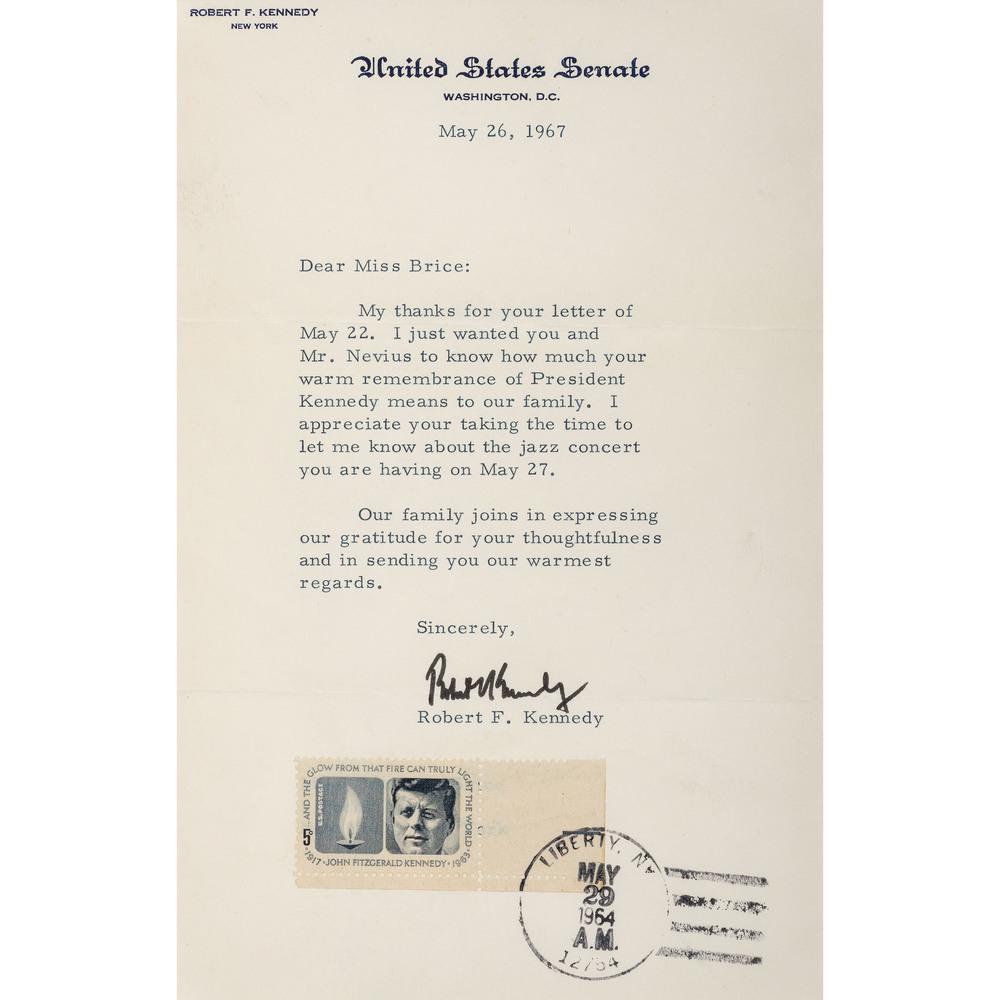 ROBERT F. KENNEDY
NEW YORK
United States Senate
WASHINGTON, D.C.
May 26, 1967
Dear Miss Brice:
My thanks for your letter of
May 22. I just wanted you and
Mr. Nevius to know how much your
warm remembrance of President
Kennedy means to our family. I
appreciate your taking the time to
let me know about the jazz concert
you are having on May 27.
Our family joins in expressing
our gratitude for your thoughtfulness
and in sending you our warmest
regards.
Sincerely,
Robert F. Kennedy
Robert F. Kennedy
...AND THE GLOW FROM THAT FIRE CAN TRULY LIGHT THE WORLD
U.S. POSTAGE
5¢
1917 · JOHN FITZGERALD KENNEDY · 1963
LIBERTY, N.
MAY
29
1964
A.M.
12754